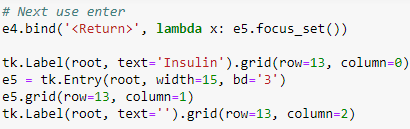 # Next use enter
e4.bind('<Return>', lambda x: e5.focus_set())
tk.Label(root, text='Insulin').grid(row=13, column=0)
e5 = tk.Entry(root, width=15, bd='3')
e5.grid(row=13, column=1)
tk.Label(root, text='').grid(row=13, column=2)